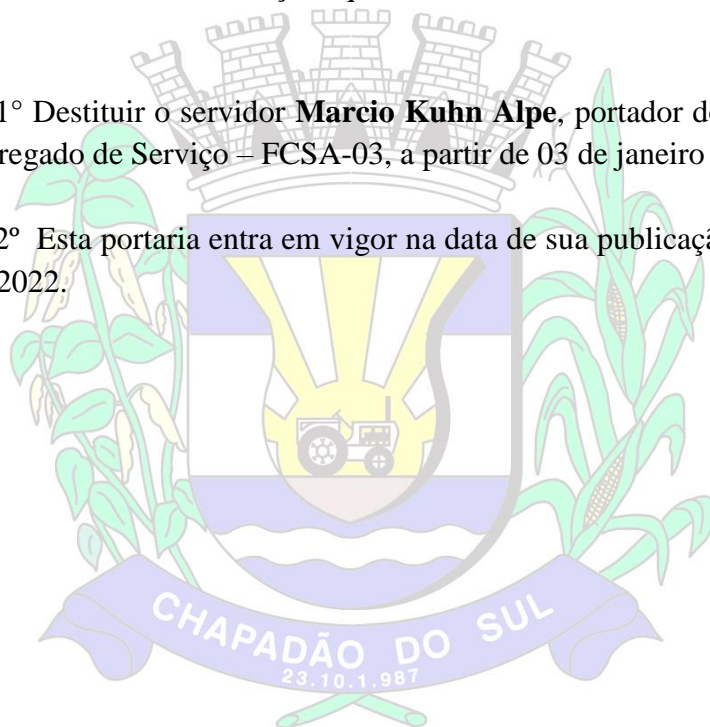 1° Destituir o servidor Marcio Kuhn Alpe, portador d
regado de Serviço – FCSA-03, a partir de 03 de janeiro
2º Esta portaria entra em vigor na data de sua publicaçã
2022.
CHAPADÃO DO SUL
23.10.1.987